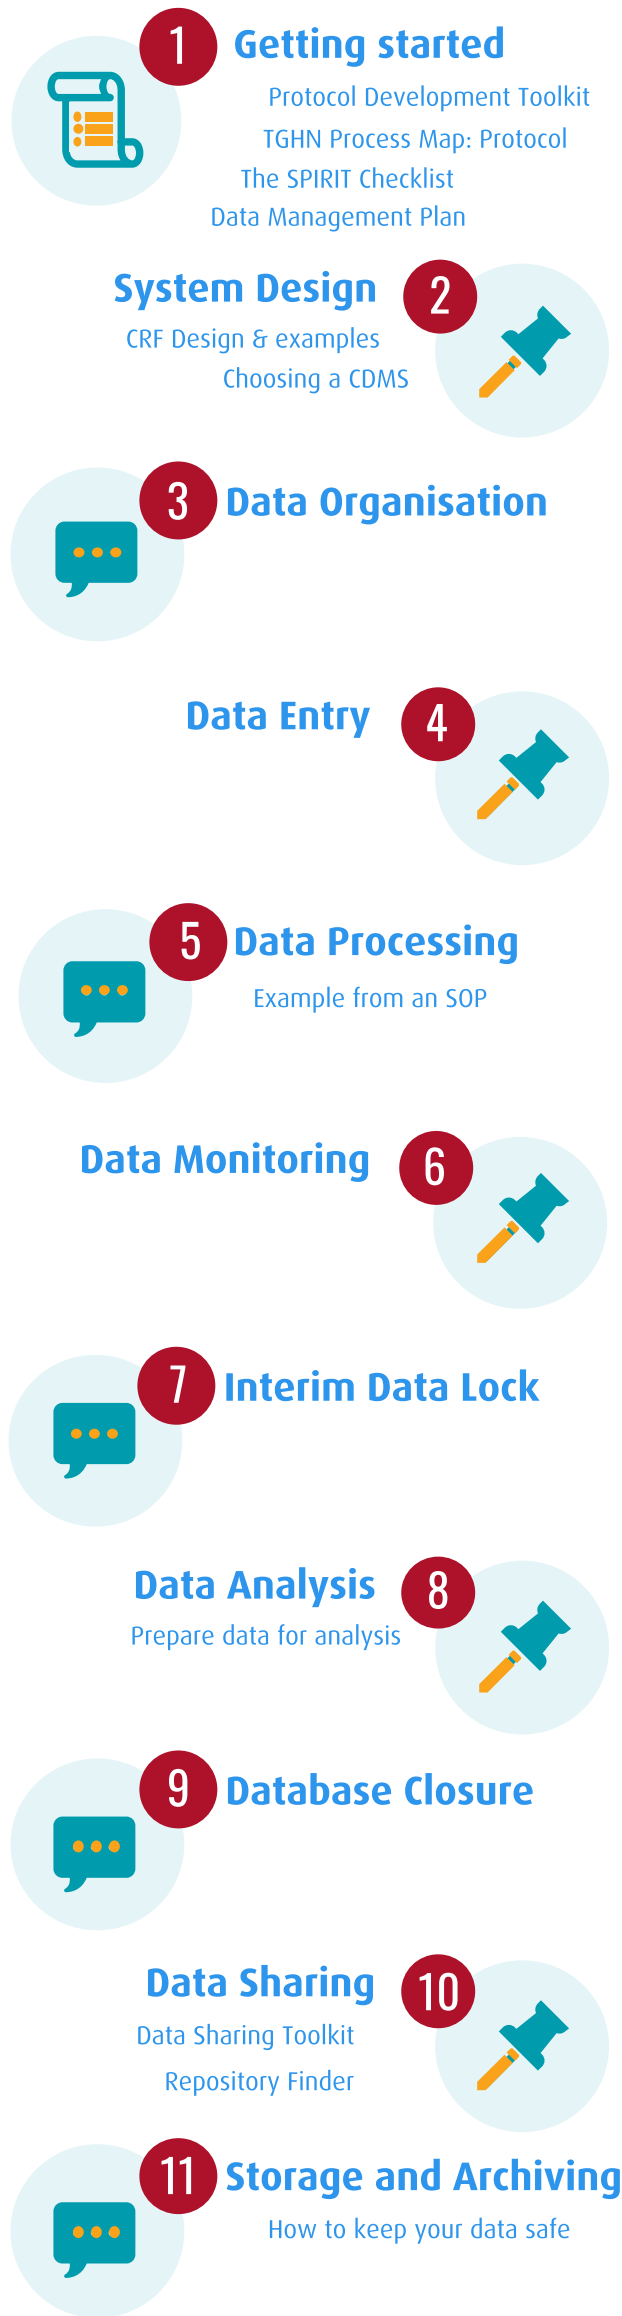 1
Getting started
Protocol Development Toolkit
TGHN Process Map: Protocol
The SPIRIT Checklist
Data Management Plan
System Design
2
CRF Design & examples
Choosing a CDMS
3
Data Organisation
Data Entry
4
5
Data Processing
Example from an SOP
Data Monitoring
6
7
Interim Data Lock
Data Analysis
8
Prepare data for analysis
9
Database Closure
Data Sharing
10
Data Sharing Toolkit
Repository Finder
11
Storage and Archiving
How to keep your data safe